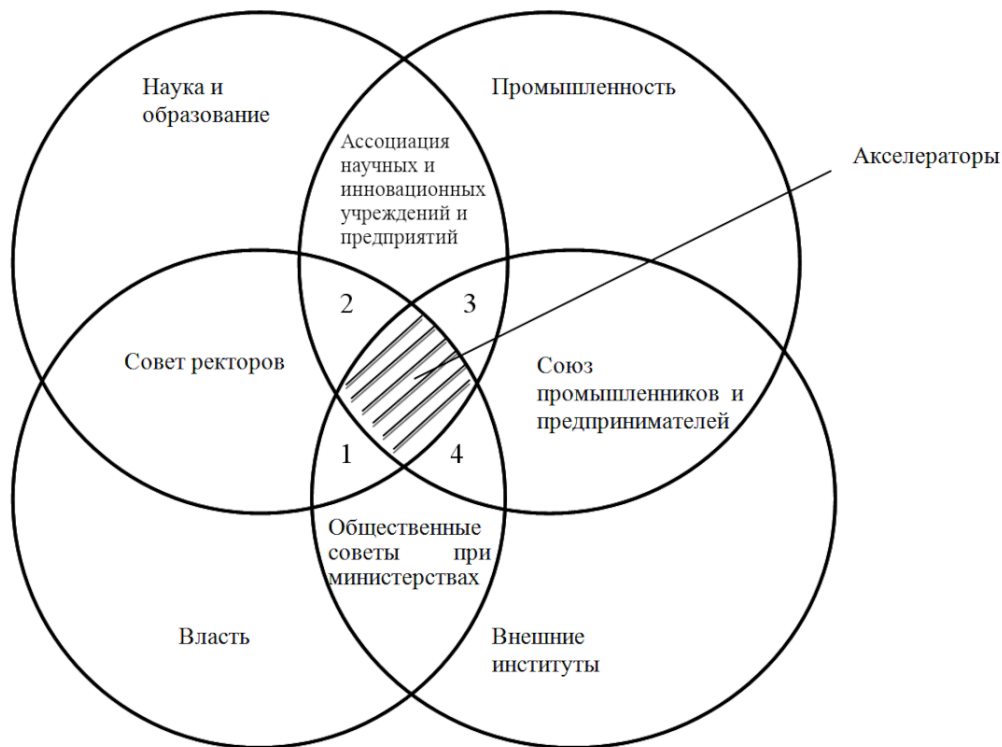 Наука и
образование
Промышленность
Ассоциация
научных и
инновационных
учреждений и
предприятий
Акселераторы
2
3
Совет ректоров
Союз
промышленников и
предпринимателей
1
4
Общественные
советы при
министерствах
Власть
Внешние
институты